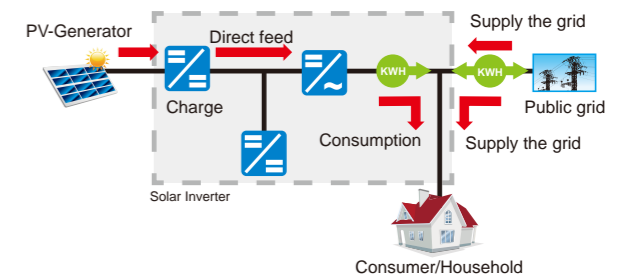 Supply the grid
PV-Generator
Direct feed
KWH
KWH
Charge
Public grid
Consumption
Supply the grid
Solar Inverter
Consumer/Household